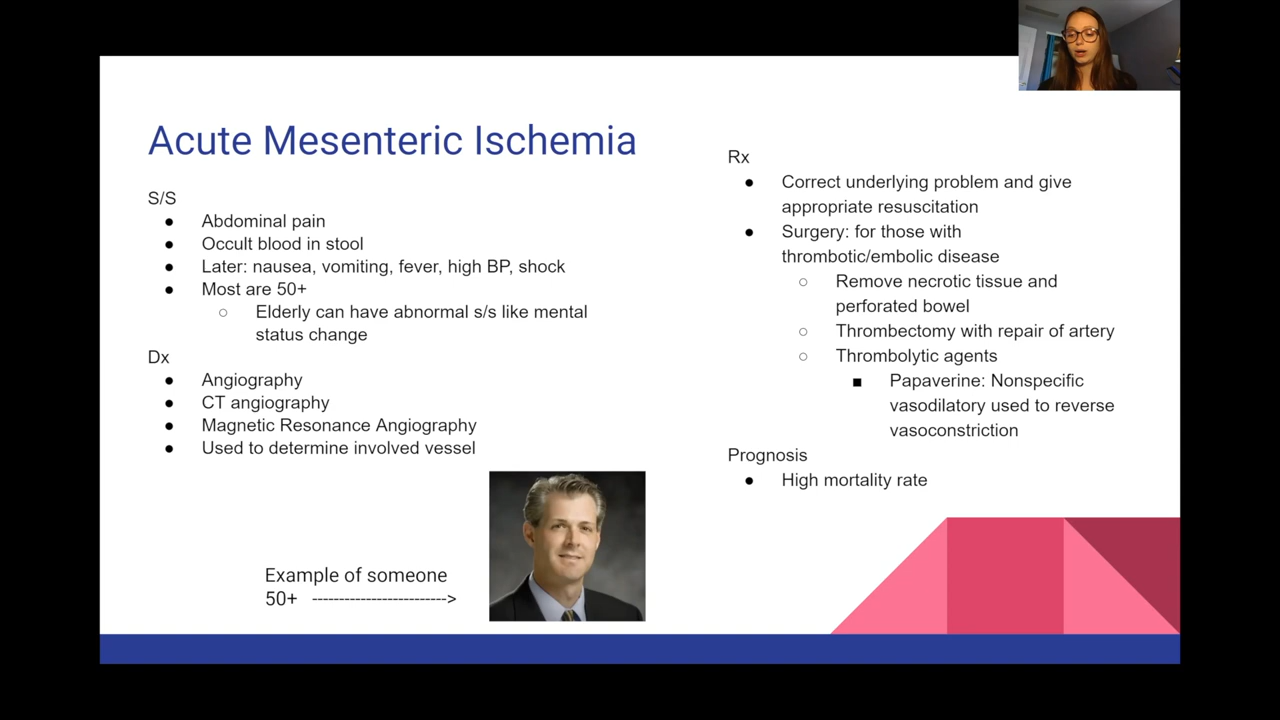 Acute Mesenteric Ischemia
S/S
● Abdominal pain
● Occult blood in stool
● Later: nausea, vomiting, fever, high BP, shock
● Most are 50+
○ Elderly can have abnormal s/s like mental
status change
Dx
● Angiography
● CT angiography
● Magnetic Resonance Angiography
● Used to determine involved vessel
Example of someone
50+ ------------------------->
Rx
● Correct underlying problem and give
appropriate resuscitation
● Surgery: for those with
thrombotic/embolic disease
○ Remove necrotic tissue and
perforated bowel
○ Thrombectomy with repair of artery
○ Thrombolytic agents
■ Papaverine: Nonspecific
vasodilatory used to reverse
vasoconstriction
Prognosis
● High mortality rate